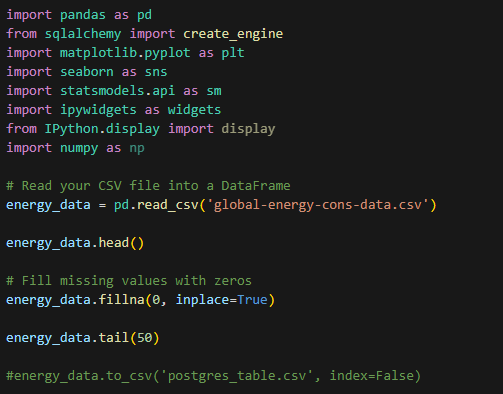 import pandas as pd
from sqlalchemy import create_engine
import matplotlib.pyplot as plt
import seaborn as sns
import statsmodels.api as sm
import ipywidgets as widgets
from IPython.display import display
import numpy as np

# Read your CSV file into a DataFrame
energy_data = pd.read_csv('global-energy-cons-data.csv')

energy_data.head()

# Fill missing values with zeros
energy_data.fillna(0, inplace=True)

energy_data.tail(50)

#energy_data.to_csv('postgres_table.csv', index=False)